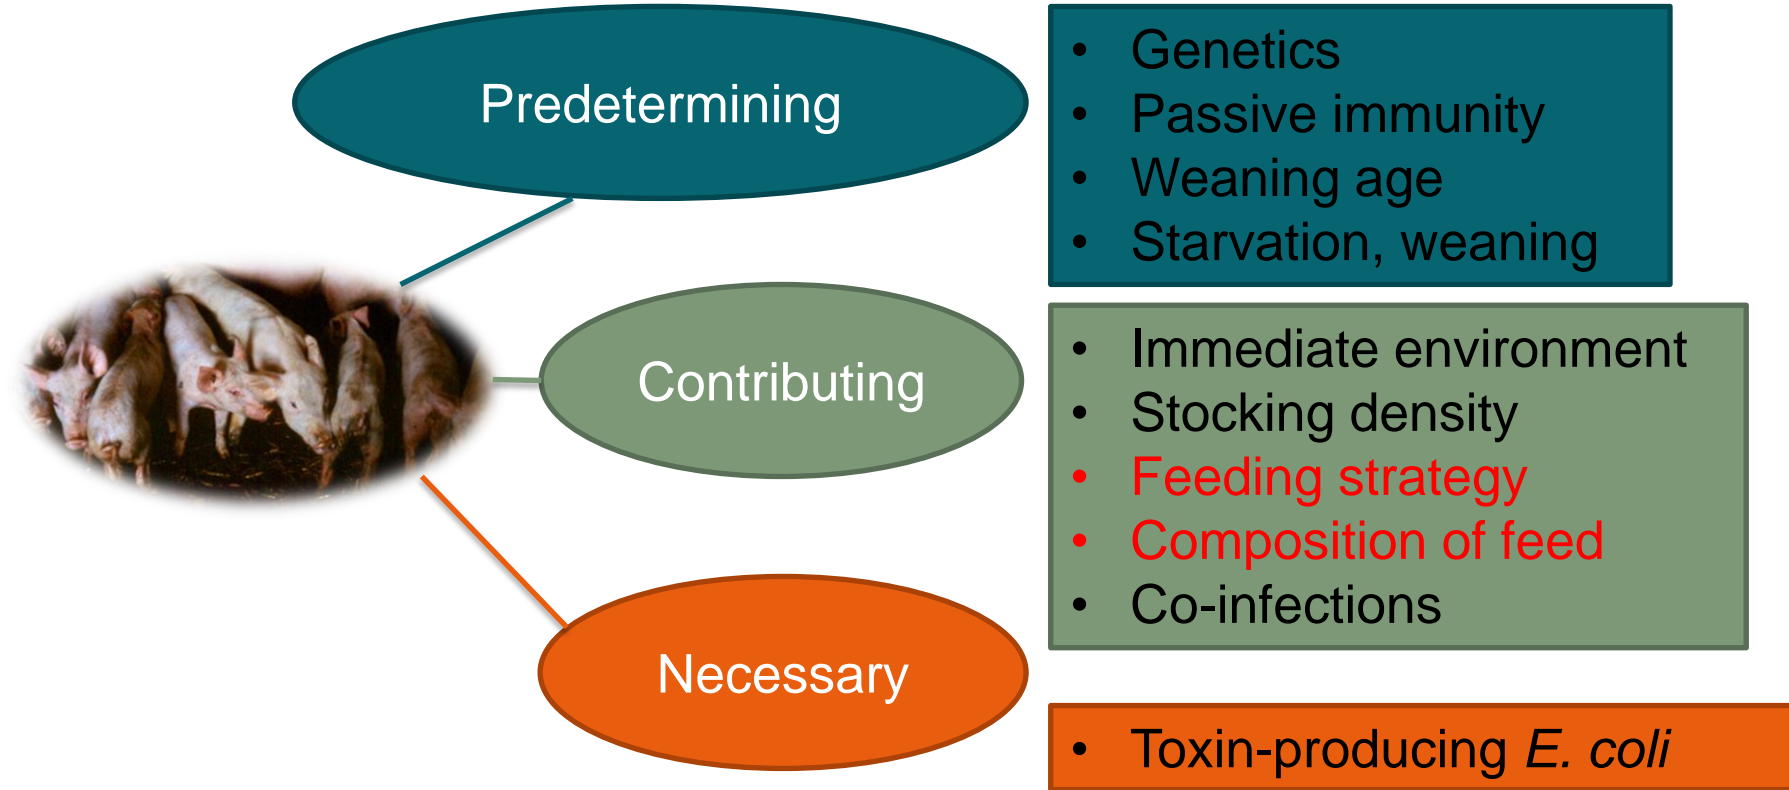 Predetermining
• Genetics
• Passive immunity
• Weaning age
• Starvation, weaning
Contributing
• Immediate environment
• Stocking density
• Feeding strategy
• Composition of feed
• Co-infections
Necessary
• Toxin-producing E. coli